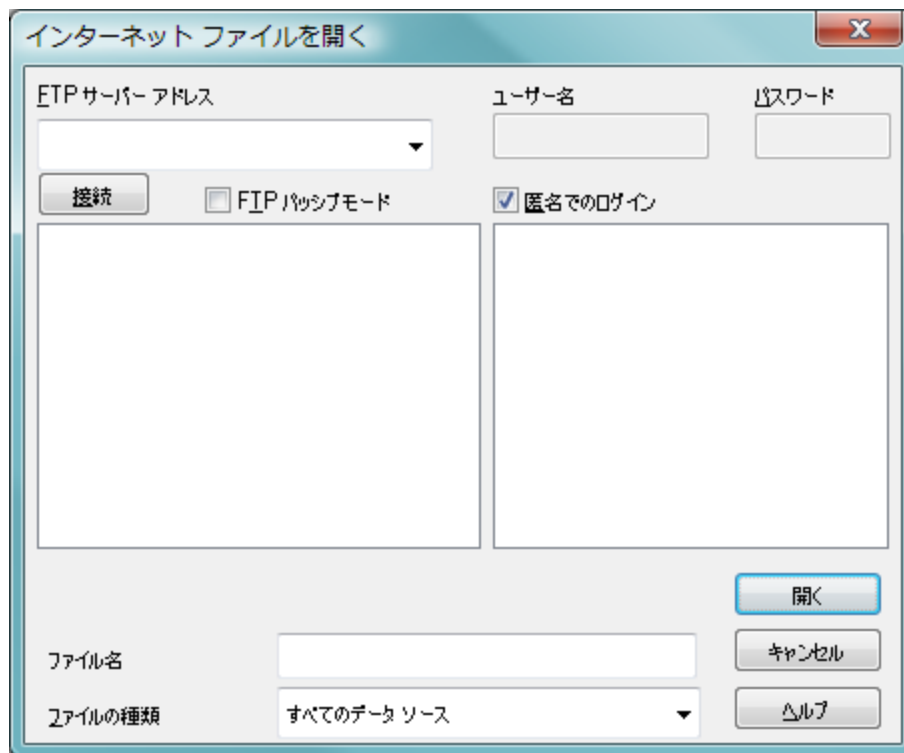 インターネット ファイルを開く
FTP サーバー アドレス ユーザー名 パスワード
接続 FTP パッシブモード 匿名でのログイン
開く
ファイル名 キャンセル
ファイルの種類 すべてのデータ ソース ヘルプ